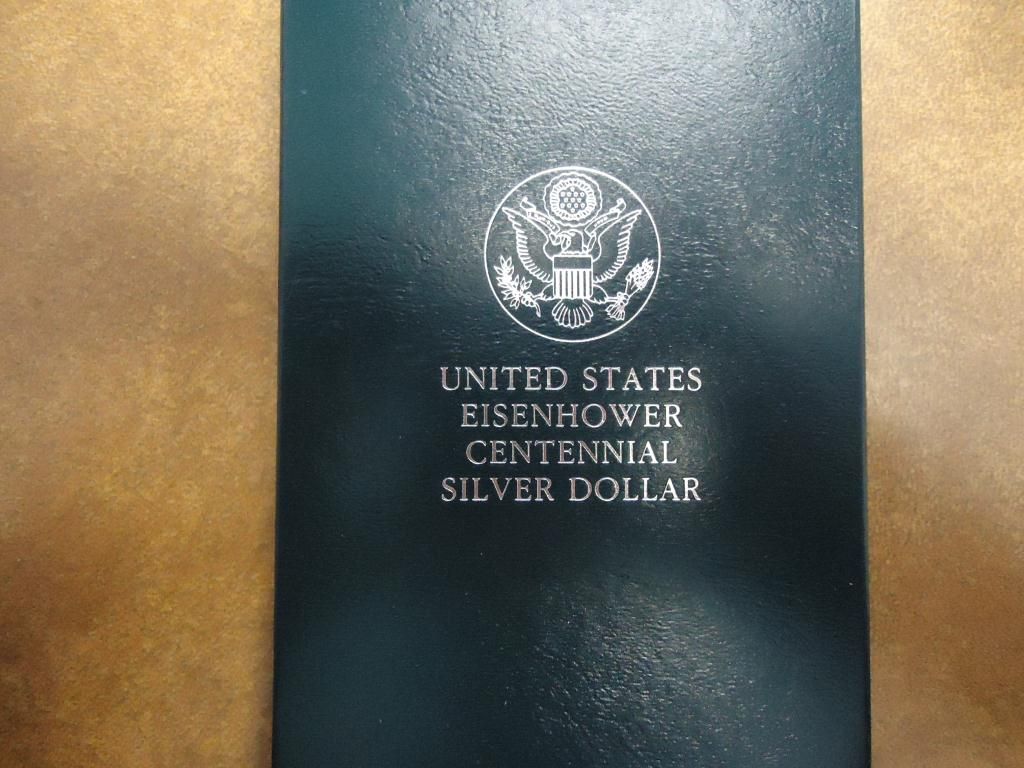 UNITED STATES
EISENHOWER
CENTENNIAL
SILVER DOLLAR